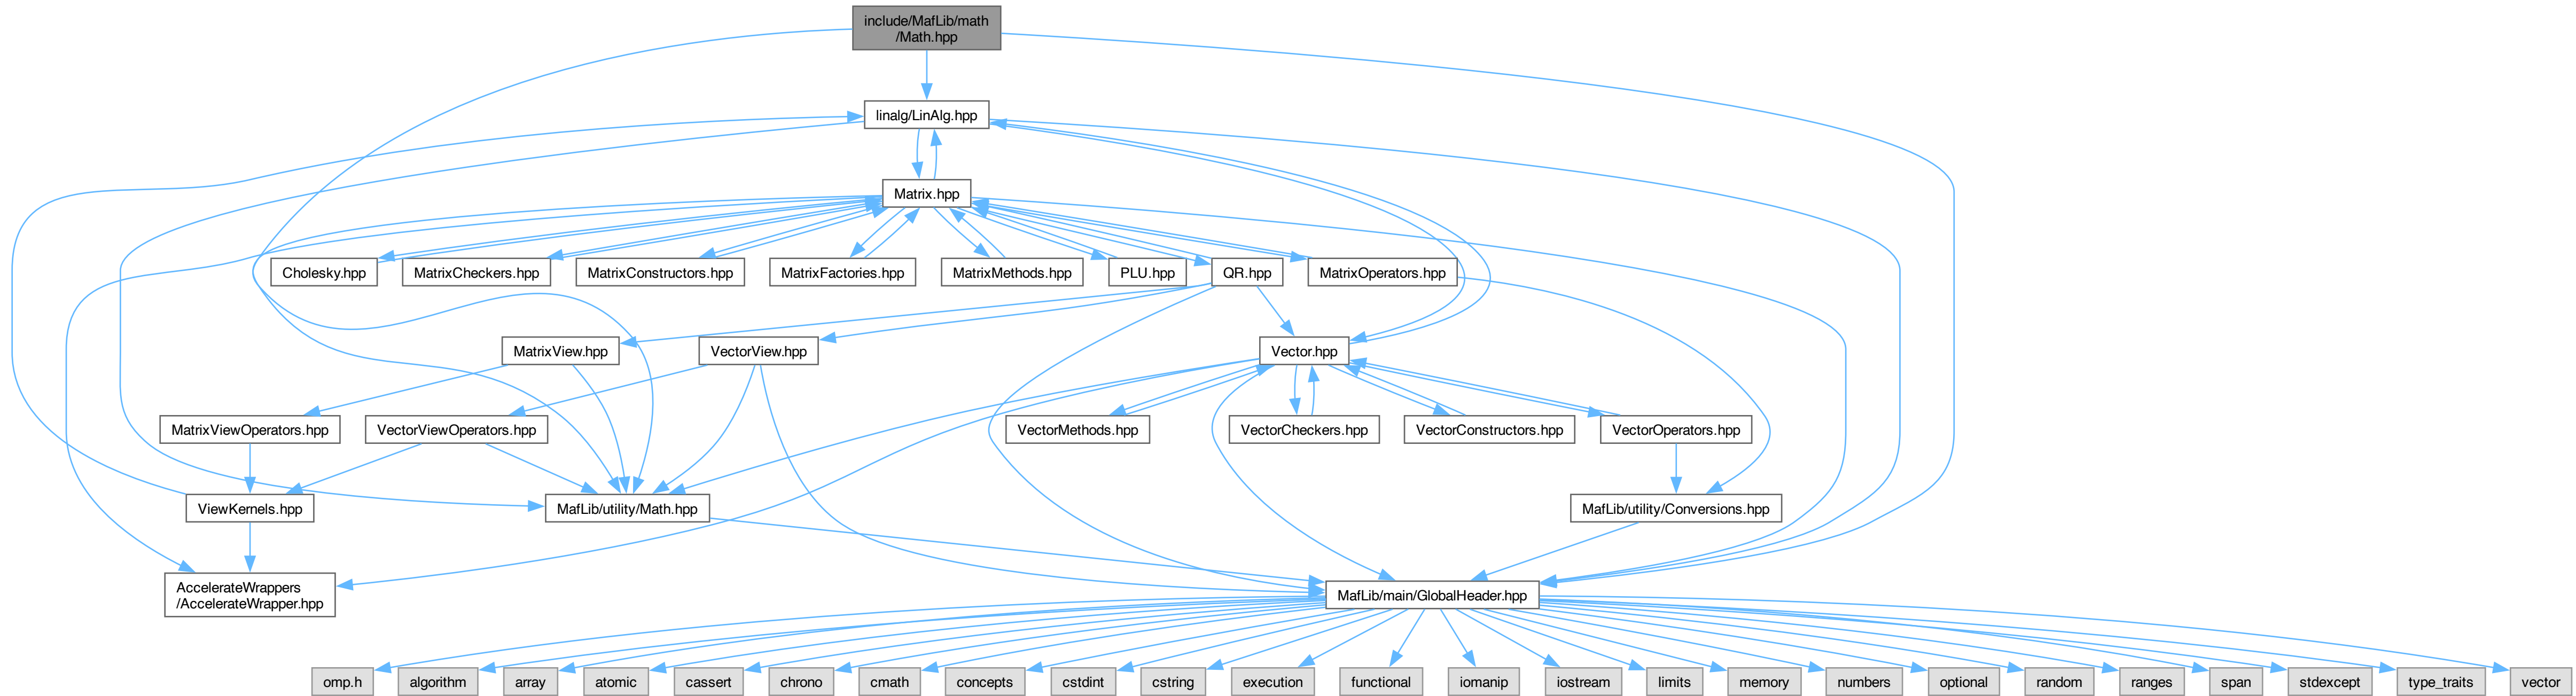 include/MafLib/math
/Math.hpp
linalg/LinAlg.hpp
Matrix.hpp
Cholesky.hpp
MatrixCheckers.hpp
MatrixConstructors.hpp
MatrixFactories.hpp
MatrixMethods.hpp
PLU.hpp
QR.hpp
MatrixOperators.hpp
MatrixView.hpp
VectorView.hpp
Vector.hpp
MatrixViewOperators.hpp
VectorViewOperators.hpp
VectorMethods.hpp
VectorCheckers.hpp
VectorConstructors.hpp
VectorOperators.hpp
ViewKernels.hpp
MafLib/utility/Math.hpp
MafLib/utility/Conversions.hpp
AccelerateWrappers
/AccelerateWrapper.hpp
MafLib/main/GlobalHeader.hpp
omp.h
algorithm
array
atomic
cassert
chrono
cmath
concepts
cstdint
cstring
execution
functional
iomanip
iostream
limits
memory
numbers
optional
random
ranges
span
stdexcept
type_traits
vector